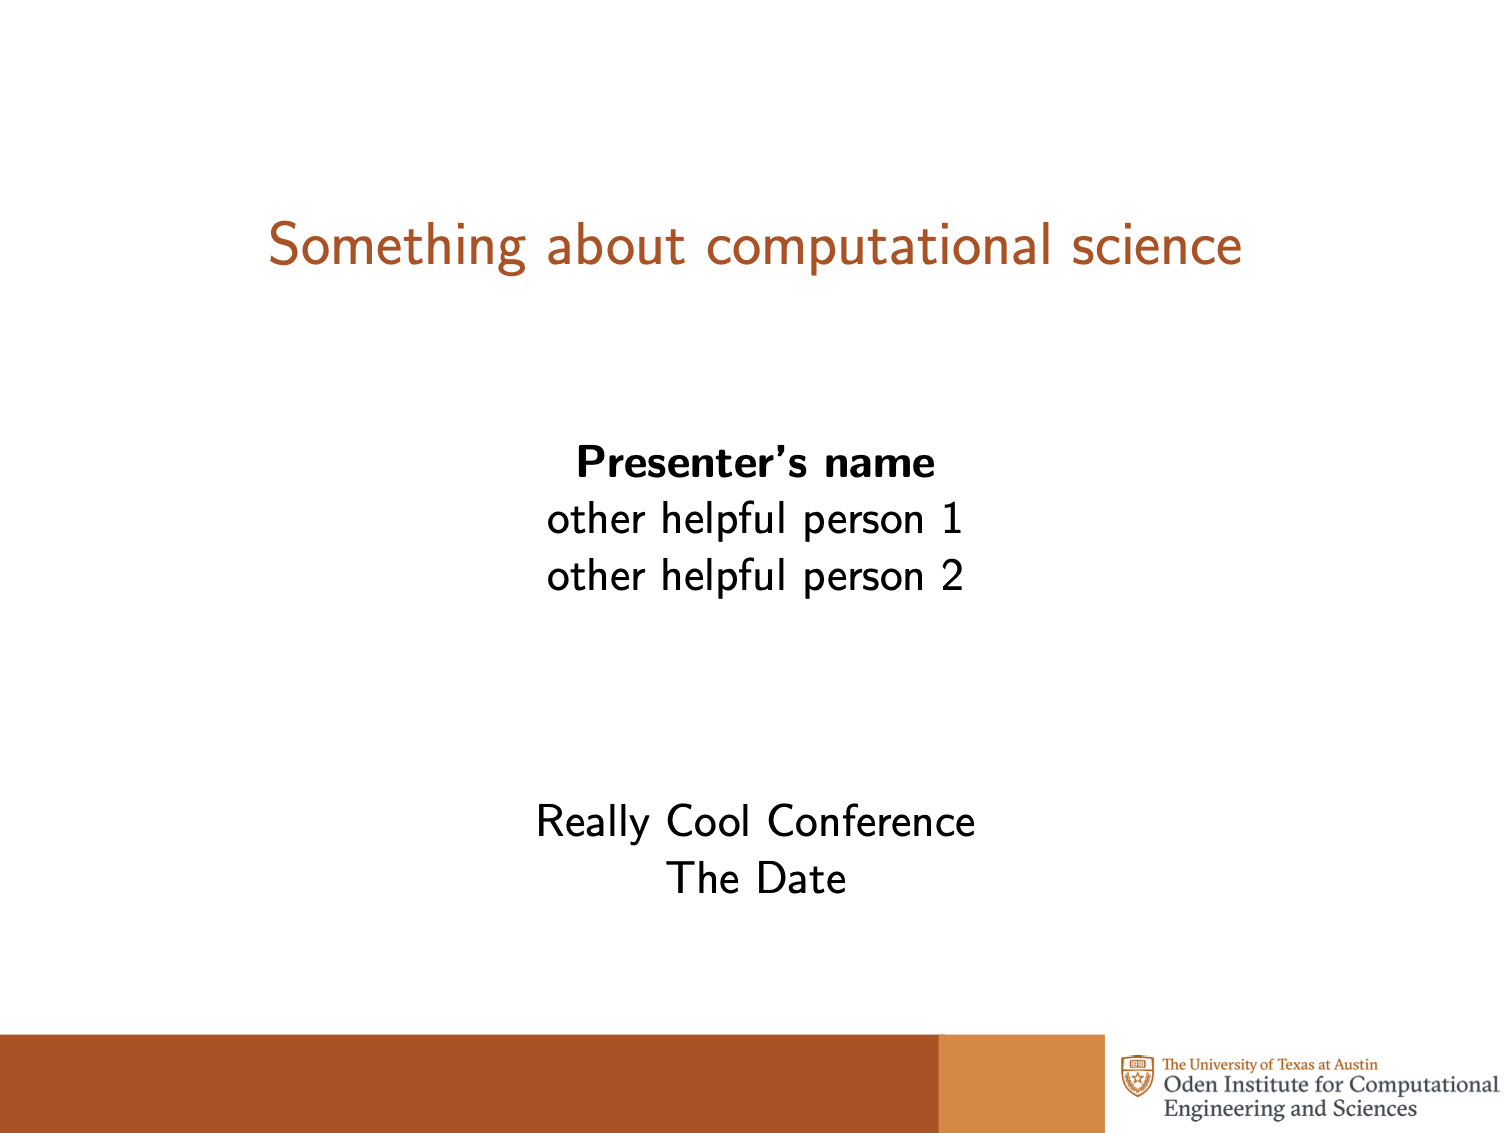 Something about computational science
Presenter's name
other helpful person 1
other helpful person 2
Really Cool Conference
The Date
The University of Texas at Austin
Oden Institute for Computational
Engineering and Sciences